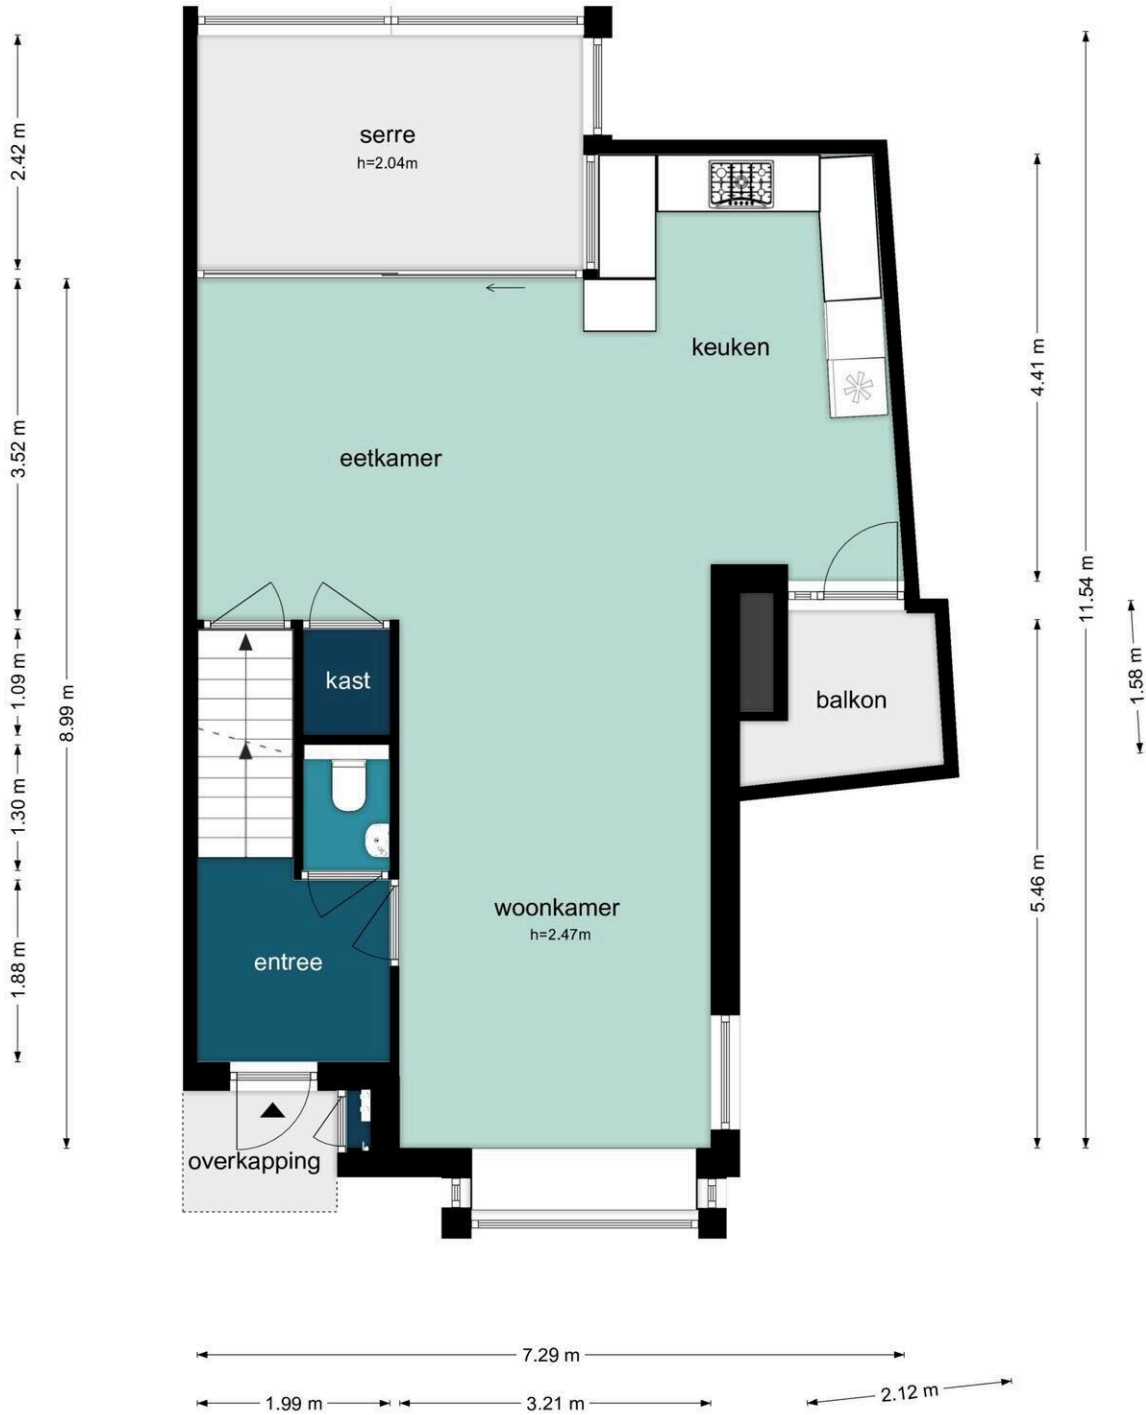 serre
h=2.04m
keuken
eetkamer
kast
balkon
woonkamer
h=2.47m
entree
overkapping
2.42 m
3.52 m
1.09 m
1.30 m
1.88 m
8.99 m
4.41 m
5.46 m
11.54 m
1.58 m
7.29 m
1.99 m
3.21 m
2.12 m